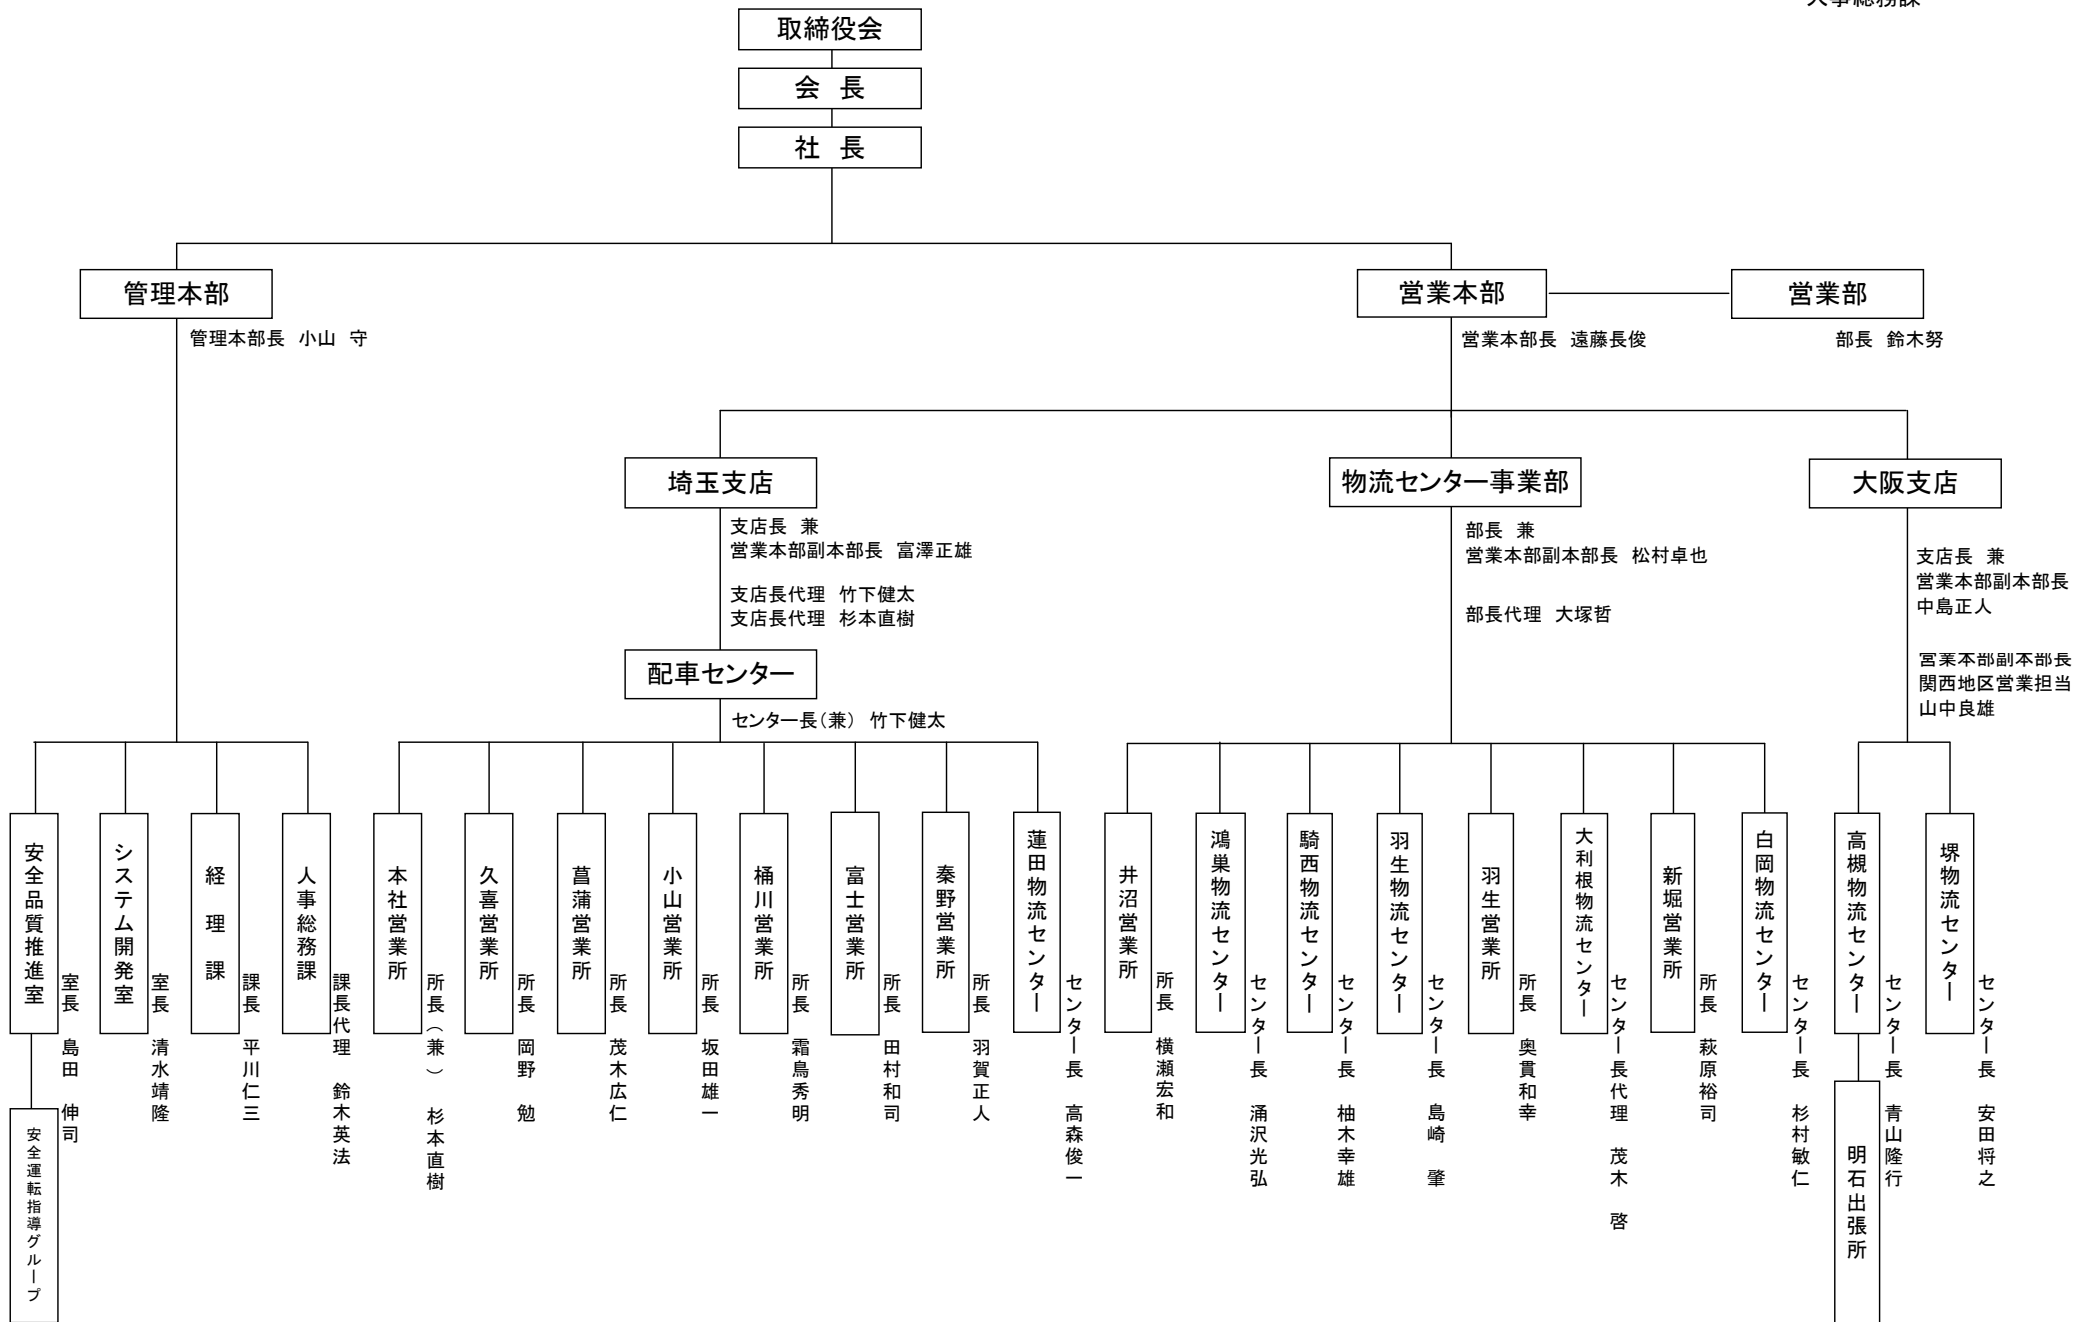 人事総務課
取締役会
会　長
社　長
管理本部
営業本部
営業部
管理本部長　小山　守
営業本部長　遠藤長俊
部長　鈴木努
埼玉支店
物流センター事業部
大阪支店
支店長　兼
営業本部副本部長　富澤正雄
支店長代理　竹下健太
支店長代理　杉本直樹
部長　兼
営業本部副本部長　松村卓也
部長代理　大塚哲
支店長　兼
営業本部副本部長
中島正人
営業本部副本部長
関西地区営業担当
山中良雄
配車センター
センター長（兼）　竹下健太
安全品質推進室
室長　島田　伸司
安全運転指導グループ
システム開発室
室長　清水靖隆
経　理　課
課長　平川仁三
人事総務課
課長代理　鈴木英法
本社営業所
所長（兼）　杉本直樹
久喜営業所
所長　岡野　勉
菖蒲営業所
所長　茂木広仁
小山営業所
所長　坂田雄一
桶川営業所
所長　霜鳥秀明
富士営業所
所長　田村和司
秦野営業所
所長　羽賀正人
蓮田物流センター
センター長　高森俊一
井沼営業所
所長　横瀬宏和
鴻巣物流センター
センター長　涌沢光弘
騎西物流センター
センター長　柚木幸雄
羽生物流センター
センター長　島崎　肇
羽生営業所
所長　奥貫和幸
大利根物流センター
センター長代理　茂木　啓
新堀営業所
所長　萩原裕司
白岡物流センター
センター長　杉村敏仁
高槻物流センター
センター長　青山隆行
明石出張所
堺物流センター
センター長　安田将之